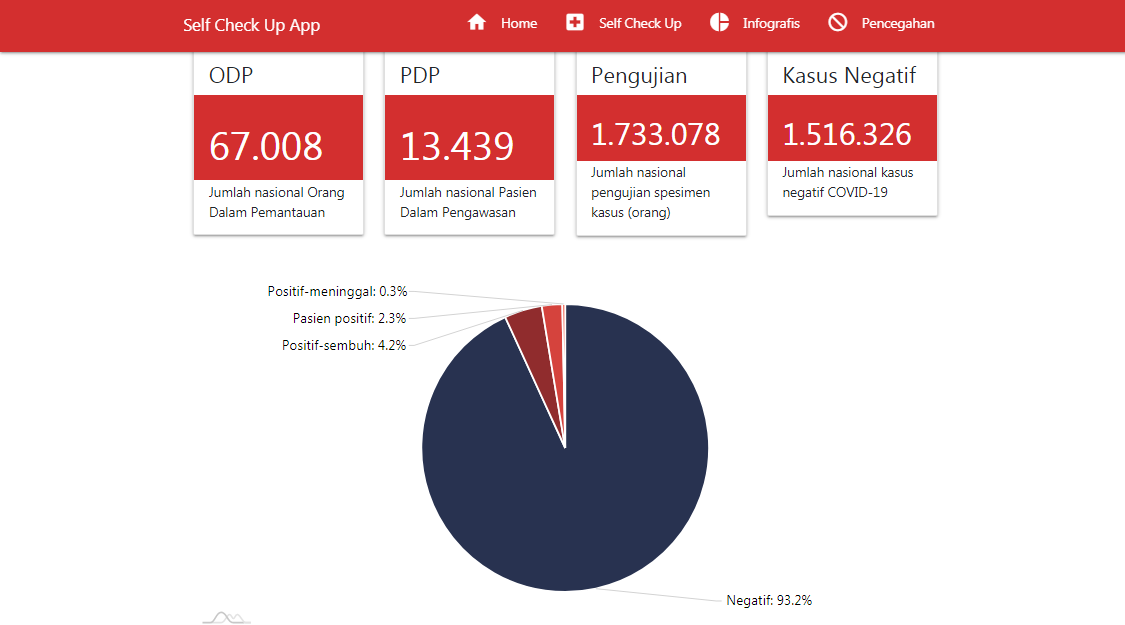 Self Check Up App
Home
Self Check Up
Infografis
Pencegahan
ODP
67.008
Jumlah nasional Orang
Dalam Pemantauan
PDP
13.439
Jumlah nasional Pasien
Dalam Pengawasan
Pengujian
1.733.078
Jumlah nasional
pengujian spesimen
kasus (orang)
Kasus Negatif
1.516.326
Jumlah nasional kasus
negatif COVID-19
Positif-meninggal: 0.3%
Pasien positif: 2.3%
Positif-sembuh: 4.2%
Negatif: 93.2%